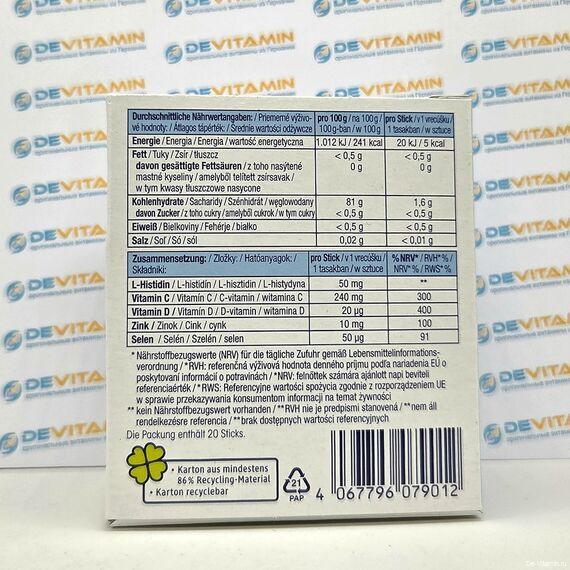 DEVITAMIN
оригинальные витамины из Германии
Durchschnittliche Nährwertangaben: / Priemerné výživo-
vé hodnoty: / Átlagos tápérték: / Średnie wartości odżywcze
pro 100 g / na 100 g /
100 g-ban / w 100 g
pro Stick / v 1 vrecúšku /
1 tasakban / w sztuce
Energie / Energia / Energia / wartość energetyczna 1.012 kJ / 241 kcal 20 kJ / 5 kcal
Fett / Tuky / Zsír / tłuszcz < 0,5 g < 0,5 g
davon gesättigte Fettsäuren / z toho nasýtené 0 g 0 g
mastné kyseliny / amelyből telített zsírsavak /
w tym kwasy tłuszczowe nasycone
Kohlenhydrate / Sacharidy / Szénhidrát / węglowodany 81 g 1,6 g
davon Zucker / z toho cukry / amelyből cukrok / w tym cukry < 0,5 g < 0,5 g
Eiweiß / Bielkoviny / Fehérje / białko < 0,5 g < 0,5 g
Salz / Soľ / Só / sól 0,02 g < 0,01 g
Zusammensetzung: / Zložky: / Hatóanyagok: /
Składniki:
pro Stick / v 1 vrecúšku /
1 tasakban / w sztuce
% NRV* / RVH* % /
NRV* % / RWS* %
L-Histidin / L-histidín / L-hisztidin / L-histydyna 50 mg **
Vitamin C / Vitamín C / C-vitamin / witamina C 240 mg 300
Vitamin D / Vitamín D / D-vitamin / witamina D 20 µg 400
Zink / Zinok / Cink / cynk 10 mg 100
Selen / Selén / Szelén / selen 50 µg 91
* Nährstoffbezugswerte (NRV) für die tägliche Zufuhr gemäß Lebensmittelinformations-
verordnung / *RVH: referenčná výživová hodnota denného príjmu podľa nariadenia EÚ o
poskytovaní informácií o potravinách / *NRV: felnőttek számára ajánlott napi beviteli
referenciaérték / *RWS: Referencyjne wartości spożycia zgodnie z rozporządzeniem UE
w sprawie przekazywania konsumentom informacji na temat żywności
** kein Nährstoffbezugswert vorhanden / **RVH nie je predpísmi stanovená / **nem áll
rendelkezésre referencia / **brak dostępnych wartości referencyjnych
Die Packung enthält 20 Sticks.
• Karton aus mindestens
86% Recycling-Material
• Karton recyclebar
21
PAP
4 067796 079012
De-Vitamin.ru